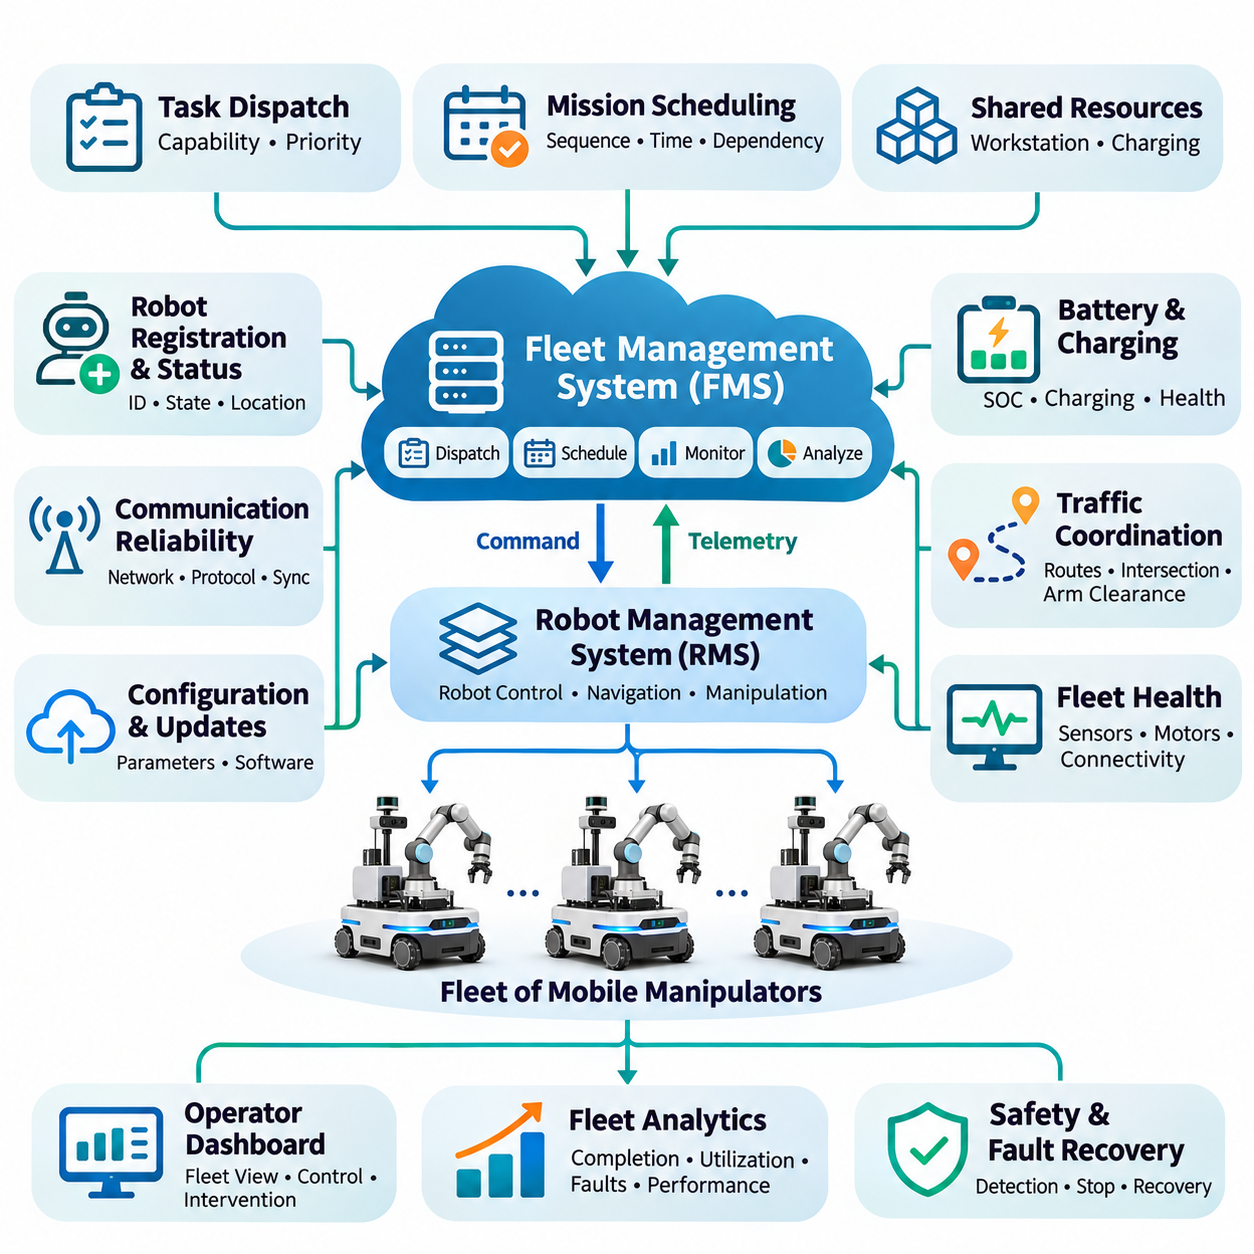 Task Dispatch
Capability • Priority
Mission Scheduling
Sequence • Time • Dependency
Shared Resources
Workstation • Charging
Robot
Registration
& Status
ID • State • Location
Fleet Management
System (FMS)
Dispatch
Schedule
Monitor
Analyze
Battery &
Charging
SOC • Charging • Health
Communication
Reliability
Network • Protocol • Sync
Command
Telemetry
Traffic
Coordination
Routes • Intersection •
Arm Clearance
Robot Management
System (RMS)
Robot Control • Navigation • Manipulation
Configuration
& Updates
Parameters • Software
Fleet Health
Sensors • Motors •
Connectivity
Fleet of Mobile Manipulators
Operator
Dashboard
Fleet View • Control •
Intervention
Fleet Analytics
Completion • Utilization •
Faults • Performance
Safety &
Fault Recovery
Detection • Stop • Recovery